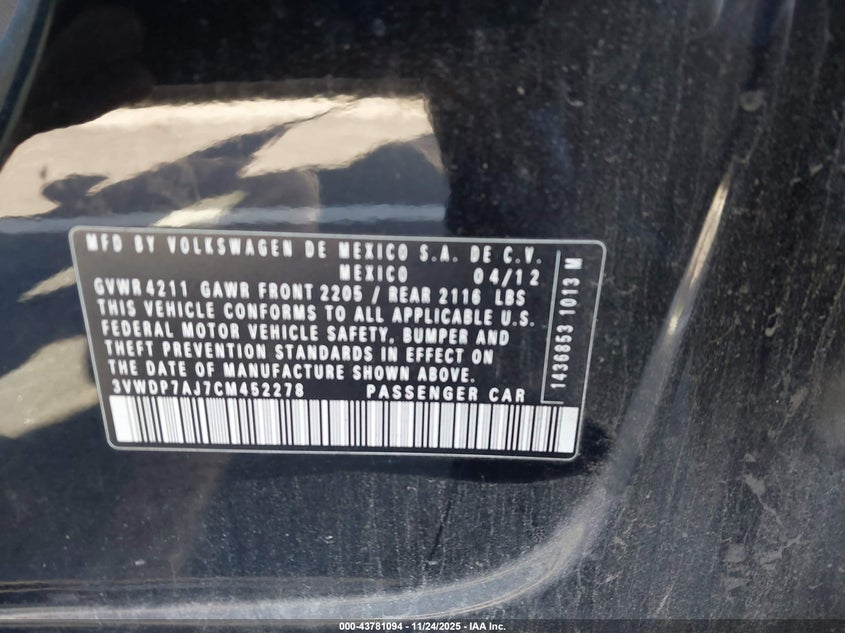 MFD BY VOLKSWAGEN DE MEXICO S.A. DE C.V.
MEXICO 04/12
GVWR 4211 GAWR FRONT 2205 / REAR 2116 LBS
THIS VEHICLE CONFORMS TO ALL APPLICABLE U.S.
FEDERAL MOTOR VEHICLE SAFETY, BUMPER AND
THEFT PREVENTION STANDARDS IN EFFECT ON
THE DATE OF MANUFACTURE SHOWN ABOVE.
3VWDP7AJ7CM452278 PASSENGER CAR
1436853 1013 M
000-43781094 - 11/24/2025 - IAA Inc.